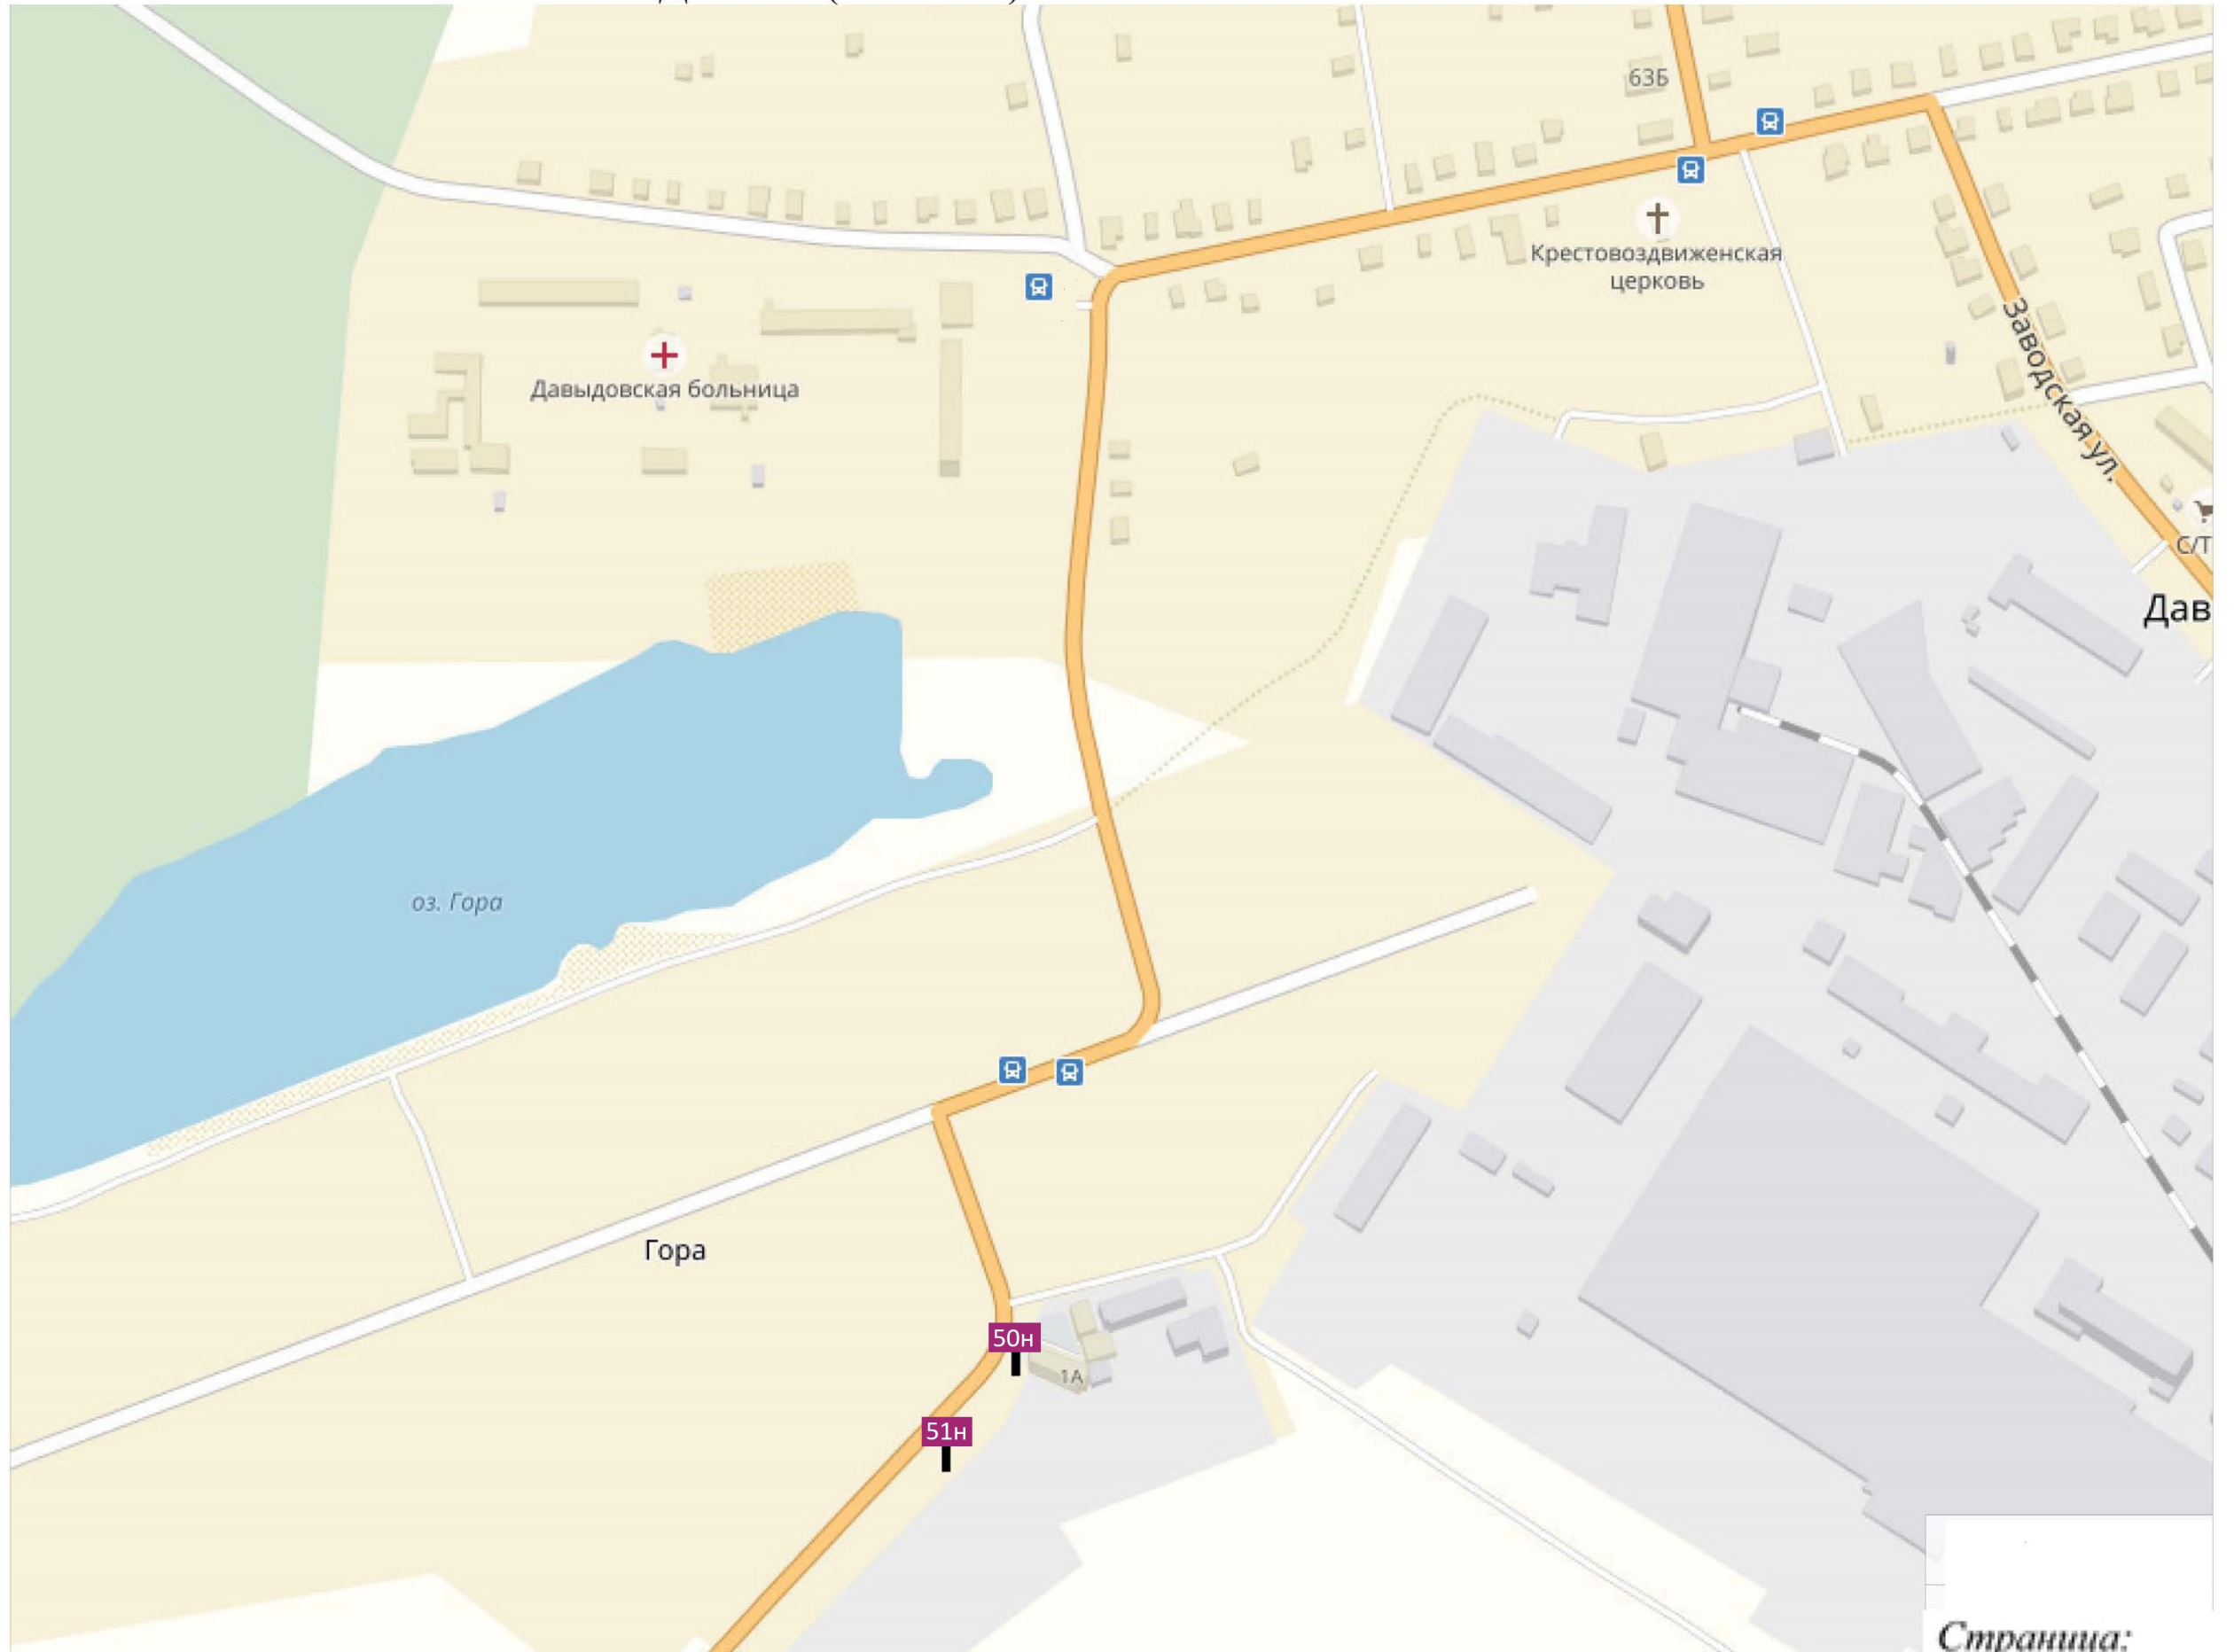 63Б
Крестовоздвиженская
церковь
Заводская ул.
Давыдовская больница
С/Т
Дав
оз. Гора
Гора
50н
1А
51н
Страница: